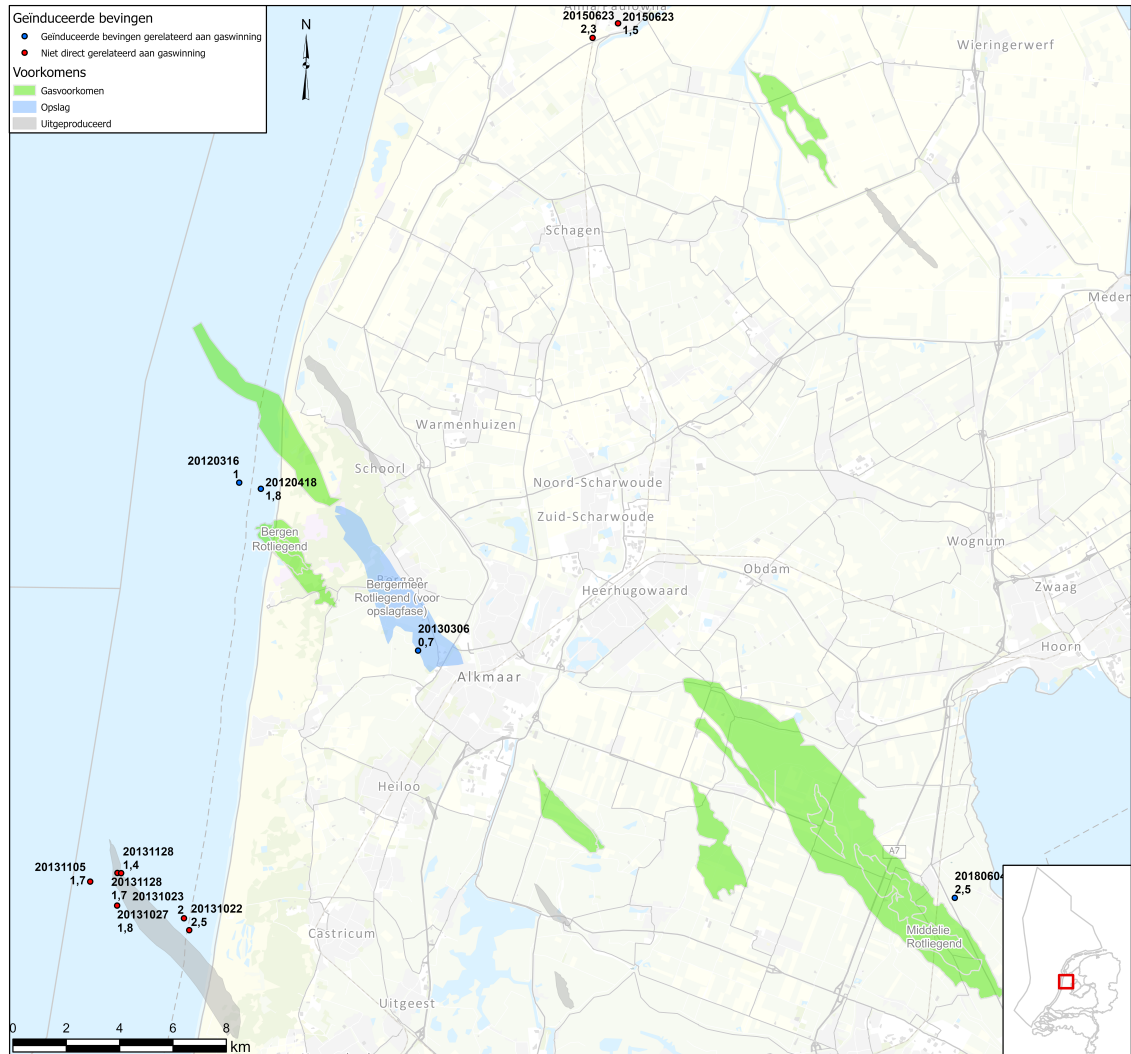 Geïnduceerde bevingen
Geïnduceerde bevingen gerelateerd aan gaswinning
Niet direct gerelateerd aan gaswinning
Voorkomens
Gasvoorkomen
Opslag
Uitgeproduceerd
N
Anna Paulowna
20150623
2,3
20150623
1,5
Wieringerwerf
Schagen
Meder
Warmenhuizen
20120316
1
Schoorl
20120418
1,8
Noord-Scharwoude
Zuid-Scharwoude
Bergen
Rotliegend
Wognum
Obdam
Bergen
Bergermeer
Rotliegend (voor
opslagfase)
Heerhugowaard
Zwaag
20130306
0,7
Hoorn
Alkmaar
Heiloo
20131128
1,4
20131105
1,7
20131128
1,7
20131023
2
20131022
2,5
20131027
1,8
A7
20180604
2,5
Castricum
Middelie
Rotliegend
Uitgeest
0 2 4 6 8
km